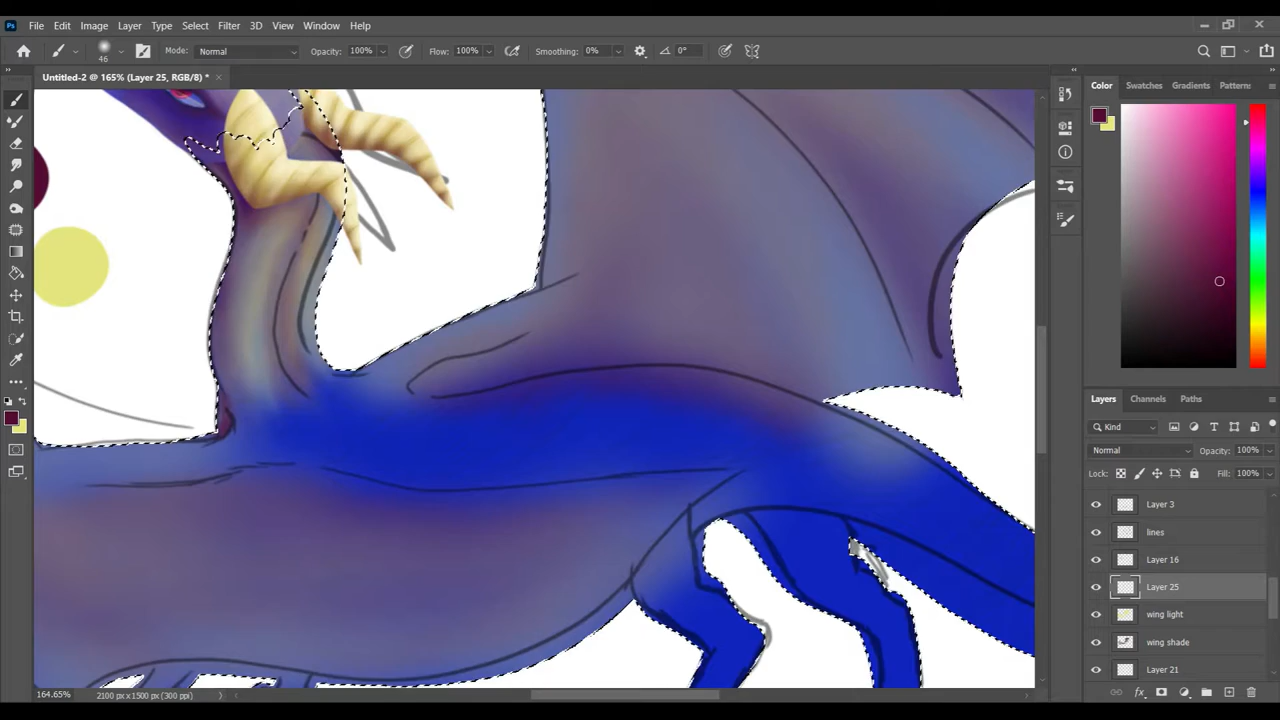 Ps File Edit Image Layer Type Select Filter 3D View Window Help
46 Mode: Normal Opacity: 100% Flow: 100% Smoothing: 0% 0°
Untitled-2 @ 165% (Layer 25, RGB/8) * ×
Color Swatches Gradients Patterns
Layers Channels Paths
Kind
Normal Opacity: 100%
Lock: Fill: 100%
Layer 3
lines
Layer 16
Layer 25
wing light
wing shade
Layer 21
fx
164.65% 2100 px x 1500 px (300 ppi)